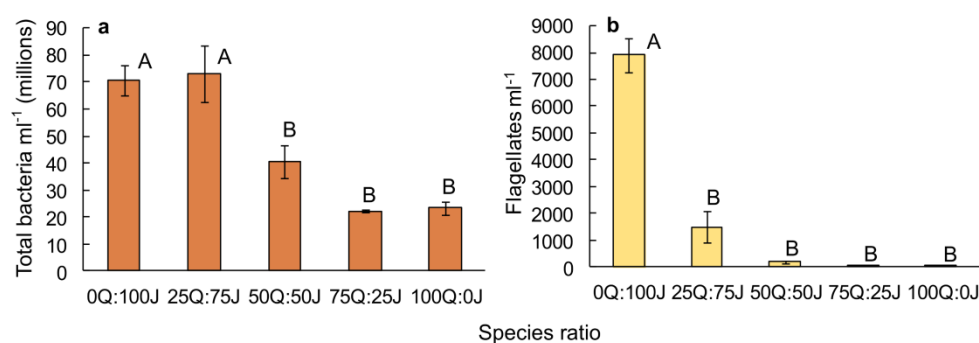 a
Total bacteria ml⁻¹ (millions)
90
80
70
60
50
40
30
20
10
0
A
A
B
B
B
0Q:100J 25Q:75J 50Q:50J 75Q:25J 100Q:0J
b
Flagellates ml⁻¹
9000
8000
7000
6000
5000
4000
3000
2000
1000
0
A
B
B
B
B
0Q:100J 25Q:75J 50Q:50J 75Q:25J 100Q:0J
Species ratio